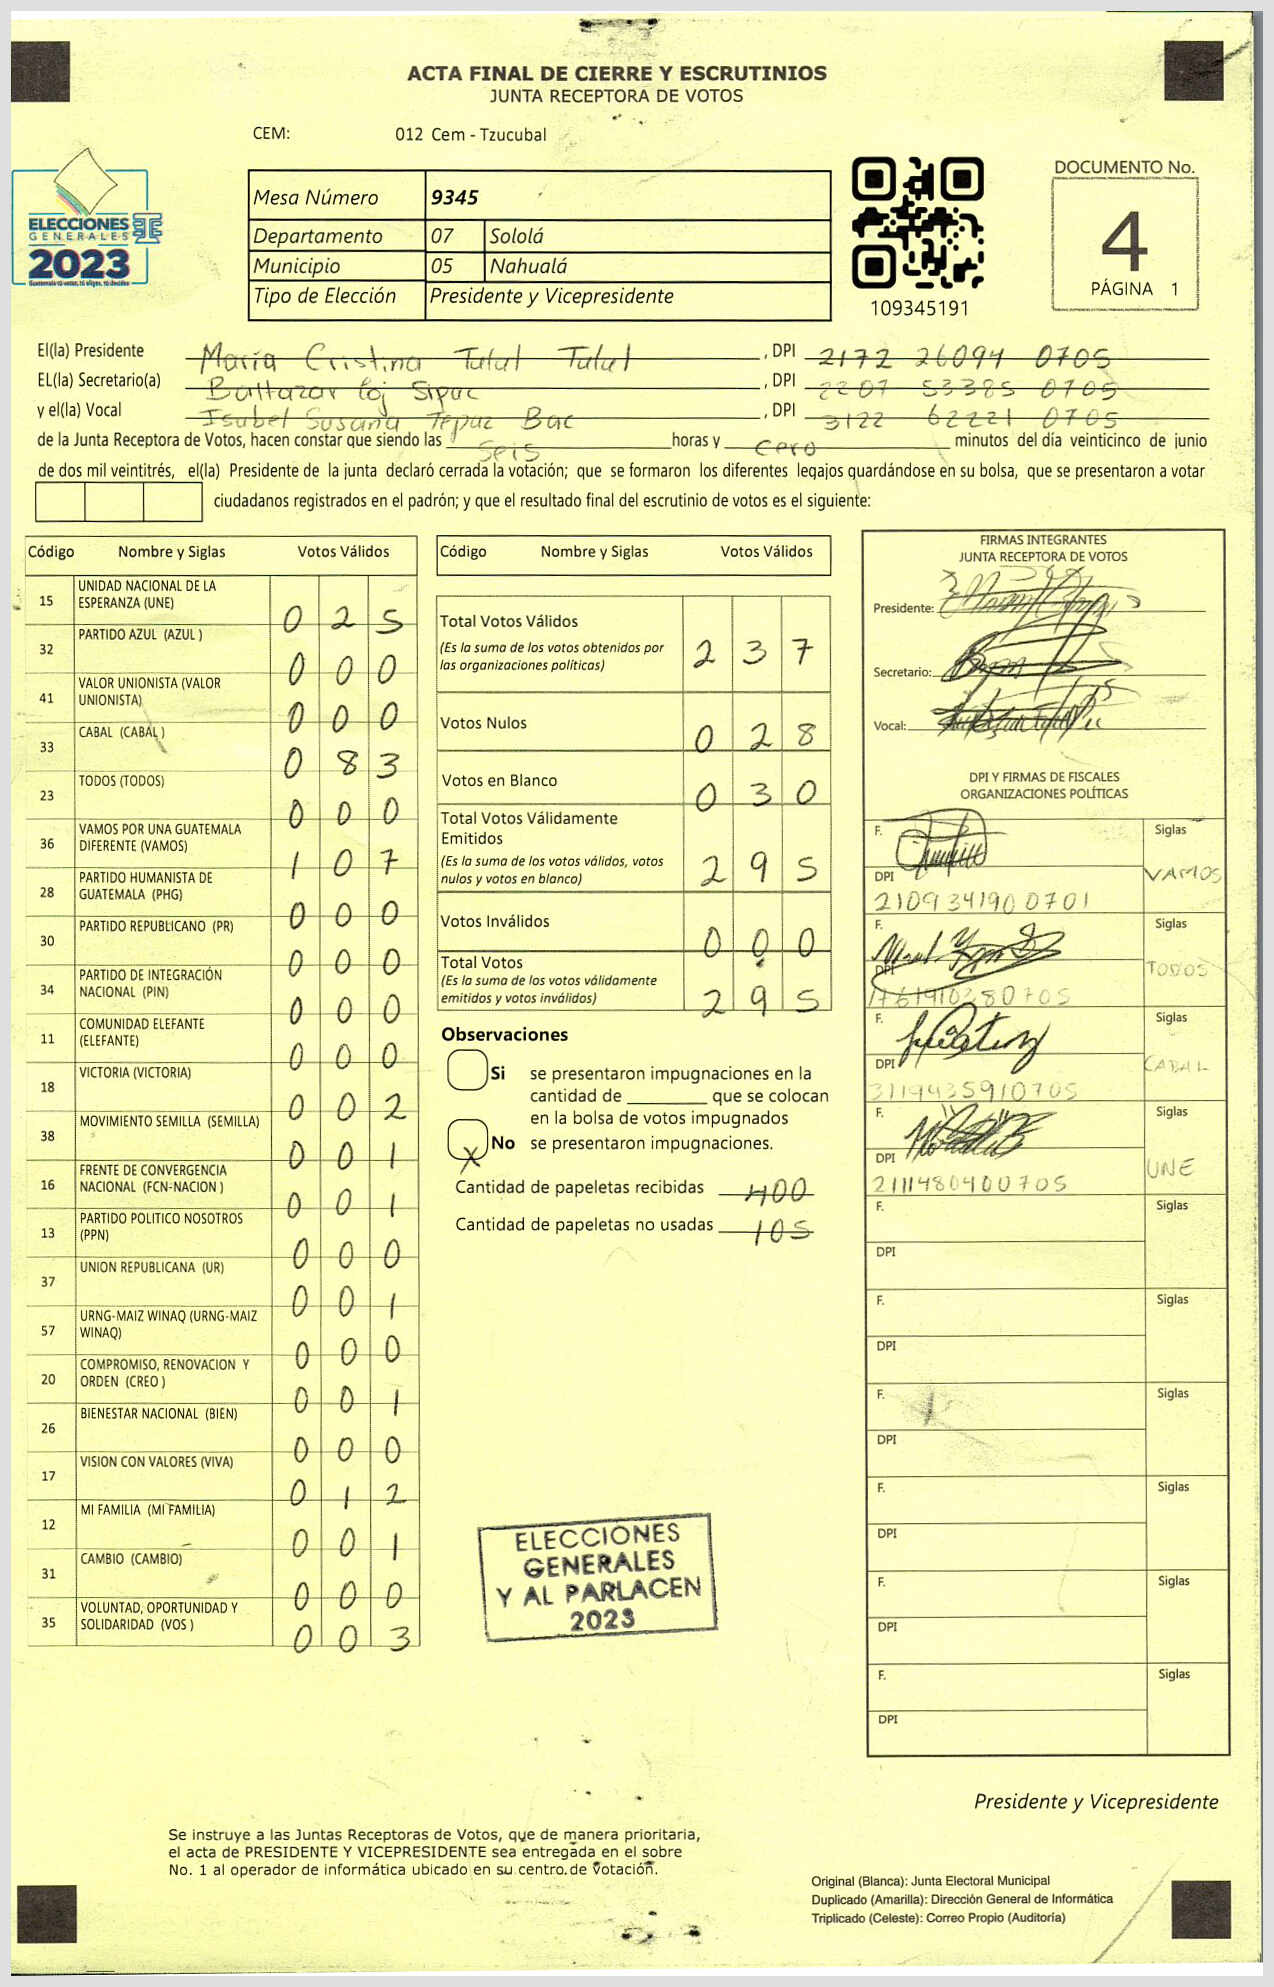 ACTA FINAL DE CIERRE Y ESCRUTINIOS
JUNTA RECEPTORA DE VOTOS
CEM: 012 Cem - Tzucubal
ELECCIONES
GENERALES
2023
Guatemala tú votas, tú eliges, tú decides
Mesa Número 9345
Departamento 07 Sololá
Municipio 05 Nahualá
Tipo de Elección Presidente y Vicepresidente
109345191
DOCUMENTO No.
4
PÁGINA 1
El(la) Presidente María Cristina Tulul Tulul, DPI 2172 26094 0705
EL(la) Secretario(a) Baltazar Coj Sipac, DPI 2207 53385 0705
y el(la) Vocal Isabel Susana Tepaz Bac, DPI 3122 62221 0705
de la Junta Receptora de Votos, hacen constar que siendo las seis horas y cero minutos del día veinticinco de junio
de dos mil veintitrés, el(la) Presidente de la junta declaró cerrada la votación; que se formaron los diferentes legajos guardándose en su bolsa, que se presentaron a votar
ciudadanos registrados en el padrón; y que el resultado final del escrutinio de votos es el siguiente:
Código Nombre y Siglas Votos Válidos
15 UNIDAD NACIONAL DE LA ESPERANZA (UNE) 0 2 5
32 PARTIDO AZUL (AZUL ) 0 0 0
41 VALOR UNIONISTA (VALOR UNIONISTA) 0 0 0
33 CABAL (CABAL ) 0 8 3
23 TODOS (TODOS) 0 0 0
36 VAMOS POR UNA GUATEMALA DIFERENTE (VAMOS) 1 0 7
28 PARTIDO HUMANISTA DE GUATEMALA (PHG) 0 0 0
30 PARTIDO REPUBLICANO (PR) 0 0 0
34 PARTIDO DE INTEGRACIÓN NACIONAL (PIN) 0 0 0
11 COMUNIDAD ELEFANTE (ELEFANTE) 0 0 0
18 VICTORIA (VICTORIA) 0 0 2
38 MOVIMIENTO SEMILLA (SEMILLA) 0 0 1
16 FRENTE DE CONVERGENCIA NACIONAL (FCN-NACION ) 0 0 1
13 PARTIDO POLITICO NOSOTROS (PPN) 0 0 0
37 UNION REPUBLICANA (UR) 0 0 1
57 URNG-MAIZ WINAQ (URNG-MAIZ WINAQ) 0 0 0
20 COMPROMISO, RENOVACION Y ORDEN (CREO ) 0 0 1
26 BIENESTAR NACIONAL (BIEN) 0 0 0
17 VISION CON VALORES (VIVA) 0 1 2
12 MI FAMILIA (MI FAMILIA) 0 0 1
31 CAMBIO (CAMBIO) 0 0 0
35 VOLUNTAD, OPORTUNIDAD Y SOLIDARIDAD (VOS ) 0 0 3
Código Nombre y Siglas Votos Válidos
Total Votos Válidos 2 3 7
(Es la suma de los votos obtenidos por
las organizaciones políticas)
Votos Nulos 0 2 8
Votos en Blanco 0 3 0
Total Votos Válidamente
Emitidos 2 9 5
(Es la suma de los votos válidos, votos
nulos y votos en blanco)
Votos Inválidos 0 0 0
Total Votos 2 9 5
(Es la suma de los votos válidamente
emitidos y votos inválidos)
Observaciones
Si se presentaron impugnaciones en la
cantidad de ________ que se colocan
en la bolsa de votos impugnados
X No se presentaron impugnaciones.
Cantidad de papeletas recibidas 400
Cantidad de papeletas no usadas 105
ELECCIONES
GENERALES
Y AL PARLACEN
2023
FIRMAS INTEGRANTES
JUNTA RECEPTORA DE VOTOS
Presidente:
Secretario:
Vocal:
DPI Y FIRMAS DE FISCALES
ORGANIZACIONES POLÍTICAS
F. Siglas
DPI VAMOS
2109341900701
F. Siglas
DPI TODOS
1761910380705
F. Siglas
DPI CABAL
3119435910705
F. Siglas
DPI UNE
2111480400705
F. Siglas
DPI
F. Siglas
DPI
F. Siglas
DPI
F. Siglas
DPI
F. Siglas
DPI
F. Siglas
DPI
Presidente y Vicepresidente
Se instruye a las Juntas Receptoras de Votos, que de manera prioritaria,
el acta de PRESIDENTE Y VICEPRESIDENTE sea entregada en el sobre
No. 1 al operador de informática ubicado en su centro de votación.
Original (Blanca): Junta Electoral Municipal
Duplicado (Amarilla): Dirección General de Informática
Triplicado (Celeste): Correo Propio (Auditoría)